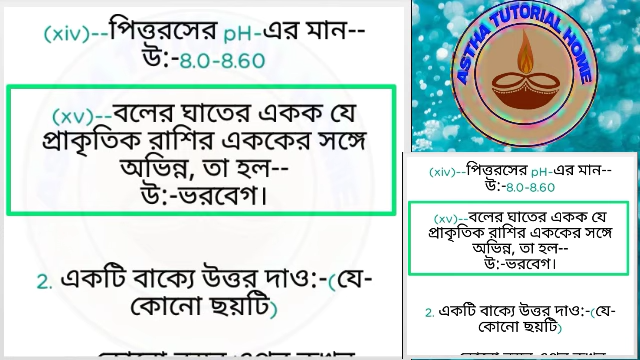 (xiv)--পিত্তরসের pH-এর মান--
উ:-8.0-8.60
(xv)--বলের ঘাতের একক যে
প্রাকৃতিক রাশির এককের সঙ্গে
অভিন্ন, তা হল--
উ:-ভরবেগ।
2. একটি বাক্যে উত্তর দাও:-(যে-
কোনো ছয়টি)
ASTHA TUTORIAL HOME
(xiv)--পিত্তরসের pH-এর মান--
উ:-8.0-8.60
(xv)--বলের ঘাতের একক যে
প্রাকৃতিক রাশির এককের সঙ্গে
অভিন্ন, তা হল--
উ:-ভরবেগ।
2. একটি বাক্যে উত্তর দাও:-(যে-
কোনো ছয়টি)